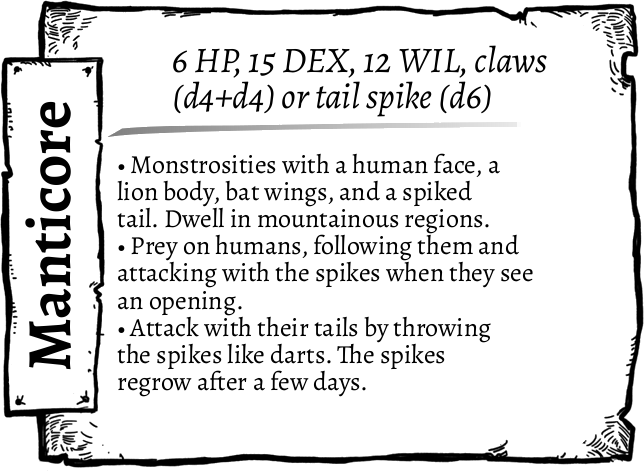 Manticore
6 HP, 15 DEX, 12 WIL, claws
(d4+d4) or tail spike (d6)
• Monstrosities with a human face, a
lion body, bat wings, and a spiked
tail. Dwell in mountainous regions.
• Prey on humans, following them and
attacking with the spikes when they see
an opening.
• Attack with their tails by throwing
the spikes like darts. The spikes
regrow after a few days.